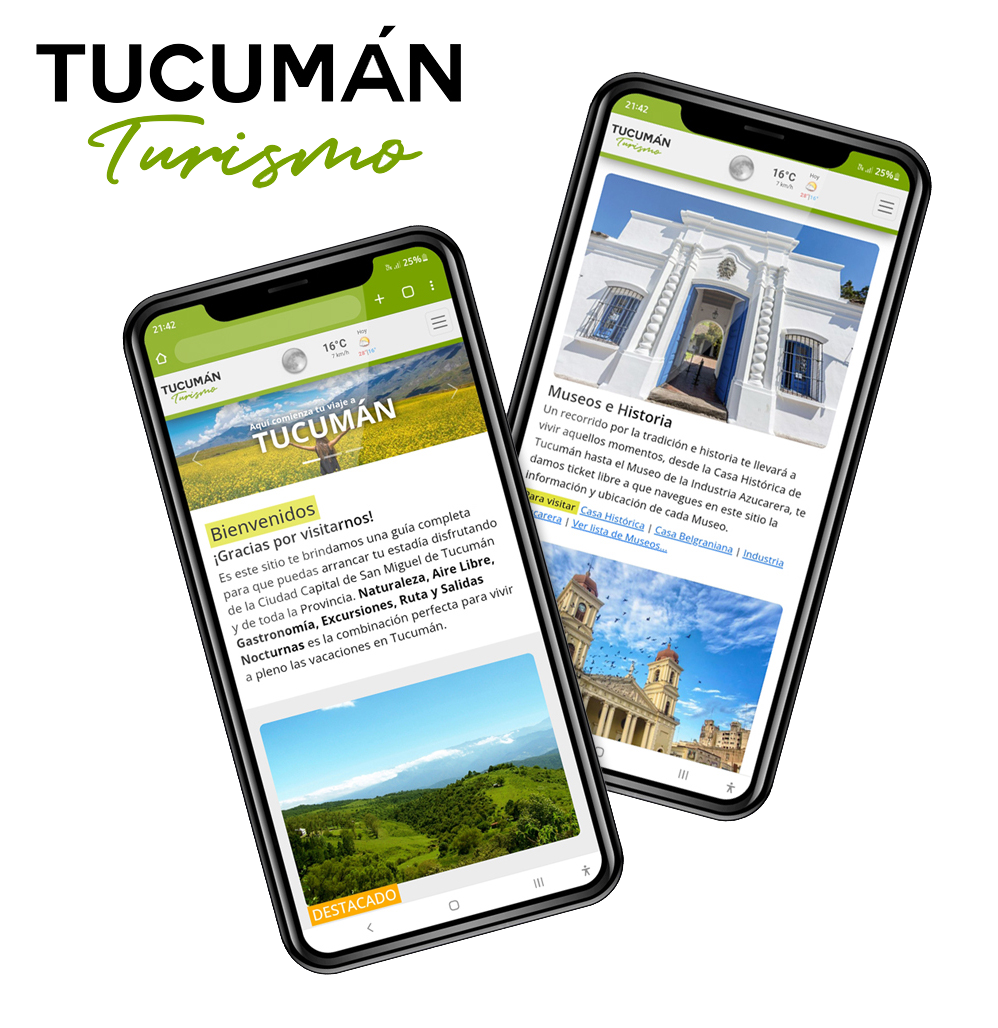 TUCUMÁN
Turismo
21:42
25%
TUCUMÁN
Turismo
16°C
7 km/h
Hoy
Aquí comienza tu viaje a
TUCUMÁN
Bienvenidos
¡Gracias por visitarnos!
Es este sitio te brindamos una guía completa
para que puedas arrancar tu estadía disfrutando
de la Ciudad Capital de San Miguel de Tucumán
y de toda la Provincia. Naturaleza, Aire Libre,
Gastronomía, Excursiones, Ruta y Salidas
Nocturnas es la combinación perfecta para vivir
a pleno las vacaciones en Tucumán.
DESTACADO
21:42
25%
TUCUMÁN
Turismo
16°C
7 km/h
Hoy
Museos e Historia
Un recorrido por la tradición e historia te llevará a
vivir aquellos momentos, desde la Casa Histórica de
Tucumán hasta el Museo de la Industria Azucarera, te
damos ticket libre a que navegues en este sitio la
información y ubicación de cada Museo.
Para visitar Casa Histórica | Casa Belgraniana | Industria
carera | Ver lista de Museos...